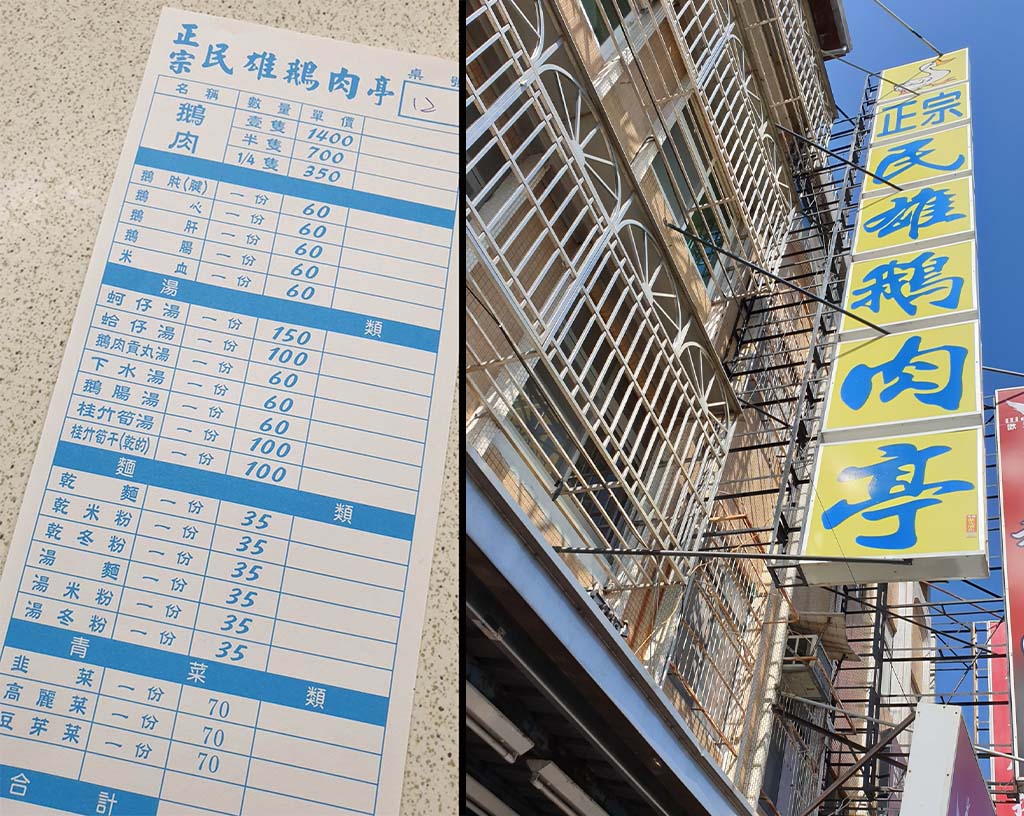 正宗民雄鵝肉亭
桌號
12
名稱 數量 單價
鵝肉 壹隻 1400
半隻 700
1/4隻 350
鵝肫(腱) 一份 60
鵝心 一份 60
鵝肝 一份 60
鵝腸 一份 60
米血 一份 60
湯類
蚵仔湯 一份 150
蛤仔湯 一份 100
鵝肉貢丸湯 一份 60
下水湯 一份 60
鵝腸湯 一份 60
桂竹筍湯 一份 100
桂竹筍干(乾的) 一份 100
麵類
乾麵 一份 35
乾米粉 一份 35
乾冬粉 一份 35
湯麵 一份 35
湯米粉 一份 35
湯冬粉 一份 35
青菜類
韭菜 一份 70
高麗菜 一份 70
豆芽菜 一份 70
合計
正宗
民
雄
鵝
肉
亭